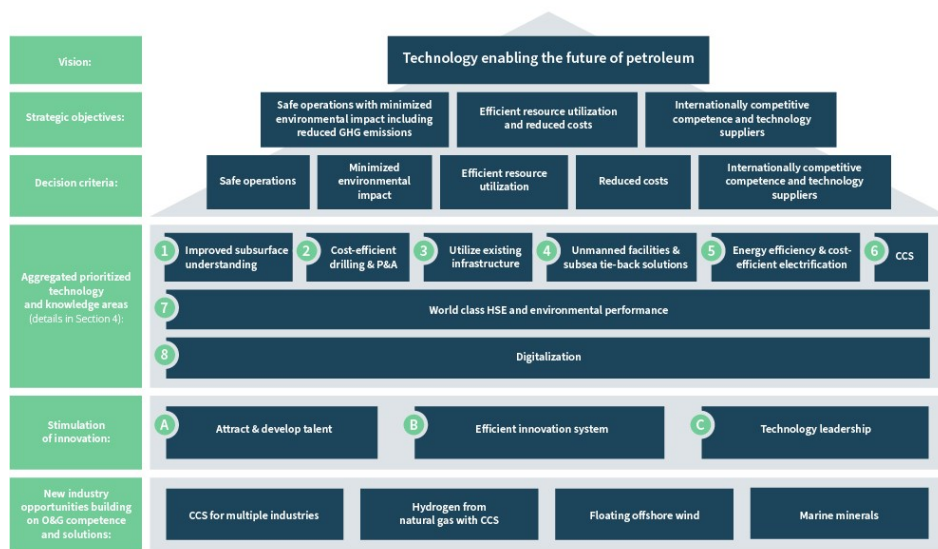 Vision:
Technology enabling the future of petroleum
Strategic objectives:
Safe operations with minimized
environmental impact including
reduced GHG emissions
Efficient resource utilization
and reduced costs
Internationally competitive
competence and technology
suppliers
Decision criteria:
Safe operations
Minimized
environmental
impact
Efficient resource
utilization
Reduced costs
Internationally competitive
competence and technology
suppliers
Aggregated prioritized
technology
and knowledge areas
(details in Section 4):
1
Improved subsurface
understanding
2
Cost-efficient
drilling & P&A
3
Utilize existing
infrastructure
4
Unmanned facilities &
subsea tie-back solutions
5
Energy efficiency & cost-
efficient electrification
6
CCS
7
World class HSE and environmental performance
8
Digitalization
Stimulation
of innovation:
A
Attract & develop talent
B
Efficient innovation system
C
Technology leadership
New industry
opportunities building
on O&G competence
and solutions:
CCS for multiple industries
Hydrogen from
natural gas with CCS
Floating offshore wind
Marine minerals